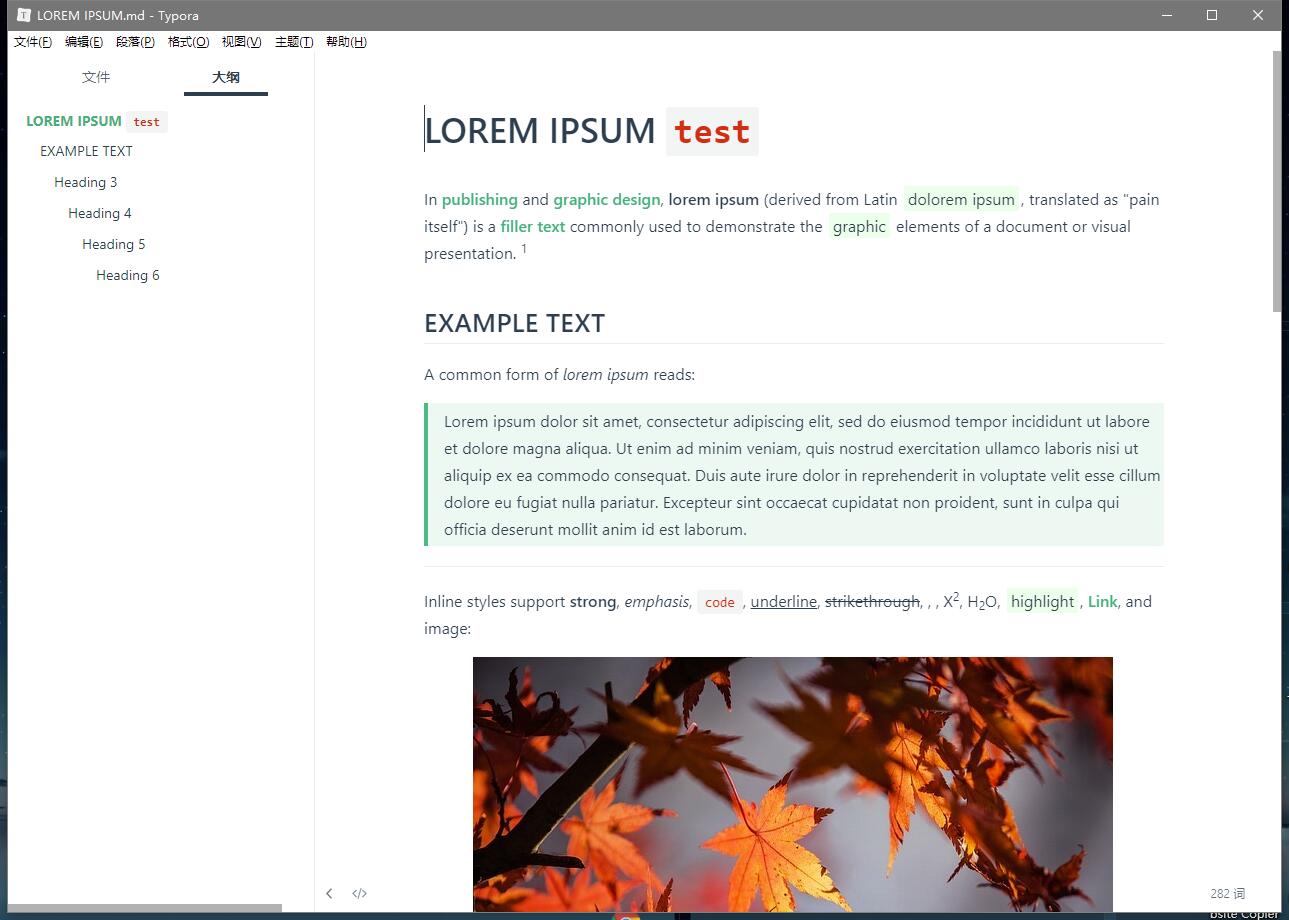 LOREM IPSUM.md - Typora
文件(F) 编辑(E) 段落(P) 格式(O) 视图(V) 主题(T) 帮助(H)
文件 大纲
LOREM IPSUM test
EXAMPLE TEXT
Heading 3
Heading 4
Heading 5
Heading 6
LOREM IPSUM test
In publishing and graphic design, lorem ipsum (derived from Latin dolorem ipsum , translated as "pain
itself") is a filler text commonly used to demonstrate the graphic elements of a document or visual
presentation. 1
EXAMPLE TEXT
A common form of lorem ipsum reads:
Lorem ipsum dolor sit amet, consectetur adipiscing elit, sed do eiusmod tempor incididunt ut labore
et dolore magna aliqua. Ut enim ad minim veniam, quis nostrud exercitation ullamco laboris nisi ut
aliquip ex ea commodo consequat. Duis aute irure dolor in reprehenderit in voluptate velit esse cillum
dolore eu fugiat nulla pariatur. Excepteur sint occaecat cupidatat non proident, sunt in culpa qui
officia deserunt mollit anim id est laborum.
Inline styles support strong, emphasis, code , underline, strikethrough, , , X2, H2O, highlight , Link, and
image:
</> 282 词
bsite Copier